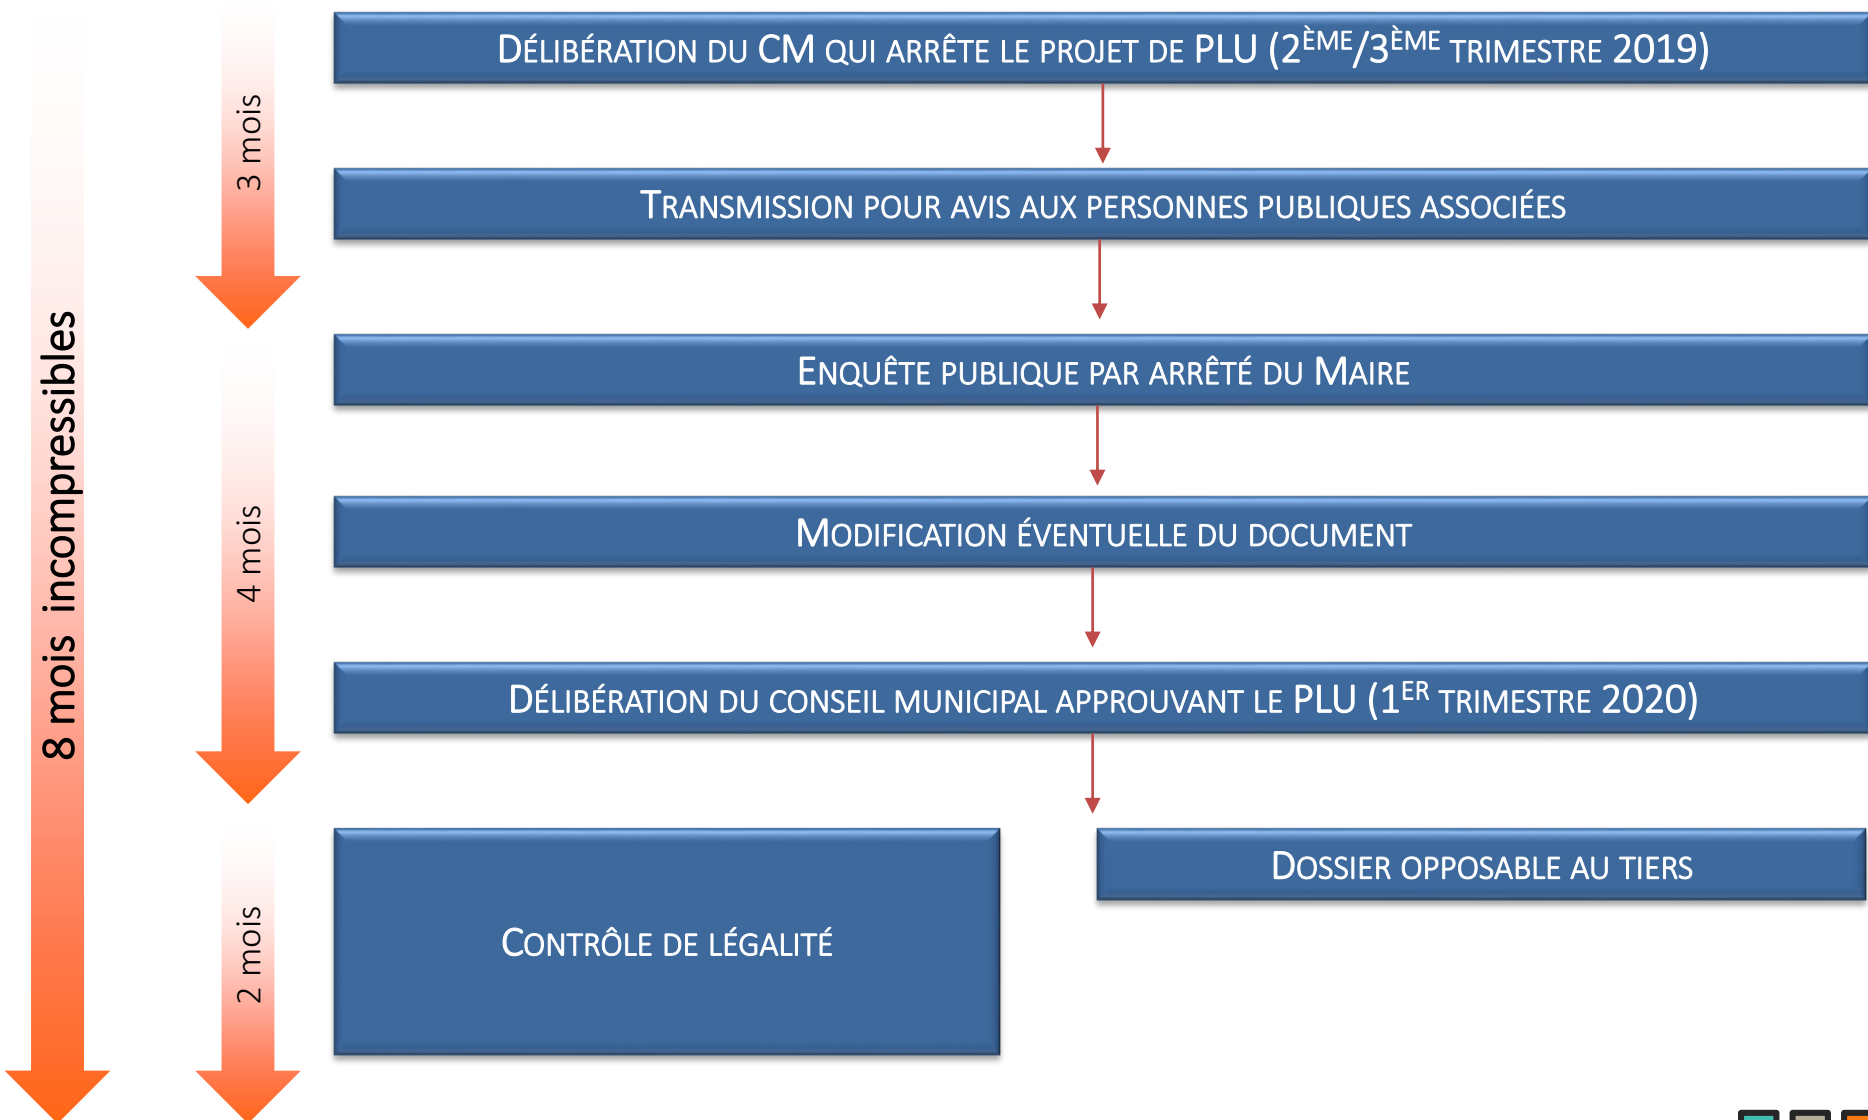 8 mois incompressibles
3 mois
4 mois
2 mois
DÉLIBÉRATION DU CM QUI ARRÊTE LE PROJET DE PLU (2ÈME/3ÈME TRIMESTRE 2019)
TRANSMISSION POUR AVIS AUX PERSONNES PUBLIQUES ASSOCIÉES
ENQUÊTE PUBLIQUE PAR ARRÊTÉ DU MAIRE
MODIFICATION ÉVENTUELLE DU DOCUMENT
DÉLIBÉRATION DU CONSEIL MUNICIPAL APPROUVANT LE PLU (1ER TRIMESTRE 2020)
CONTRÔLE DE LÉGALITÉ
DOSSIER OPPOSABLE AU TIERS